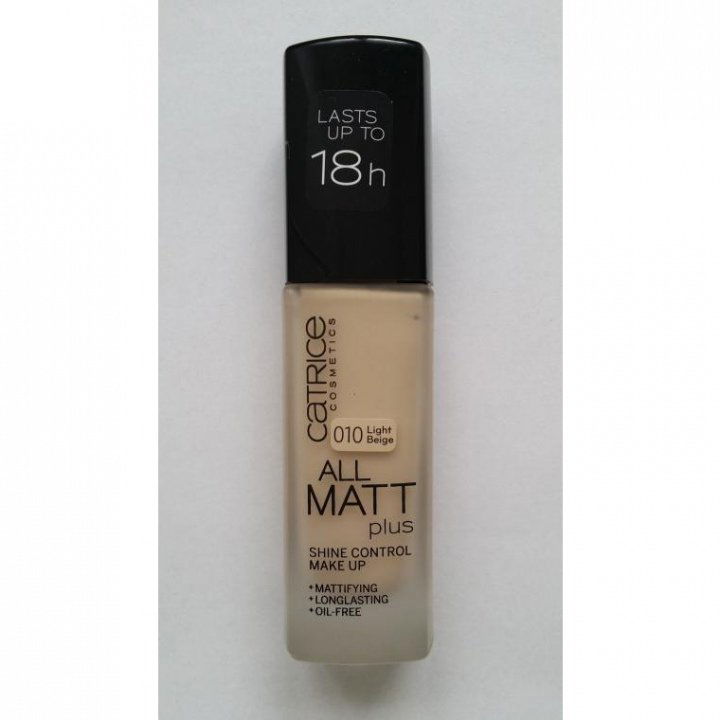 LASTS
UP TO
18h
CATRICE
COSMETICS
010 Light
Beige
ALL
MATT
plus
SHINE CONTROL
MAKE UP
+MATTIFYING
+LONGLASTING
+OIL-FREE